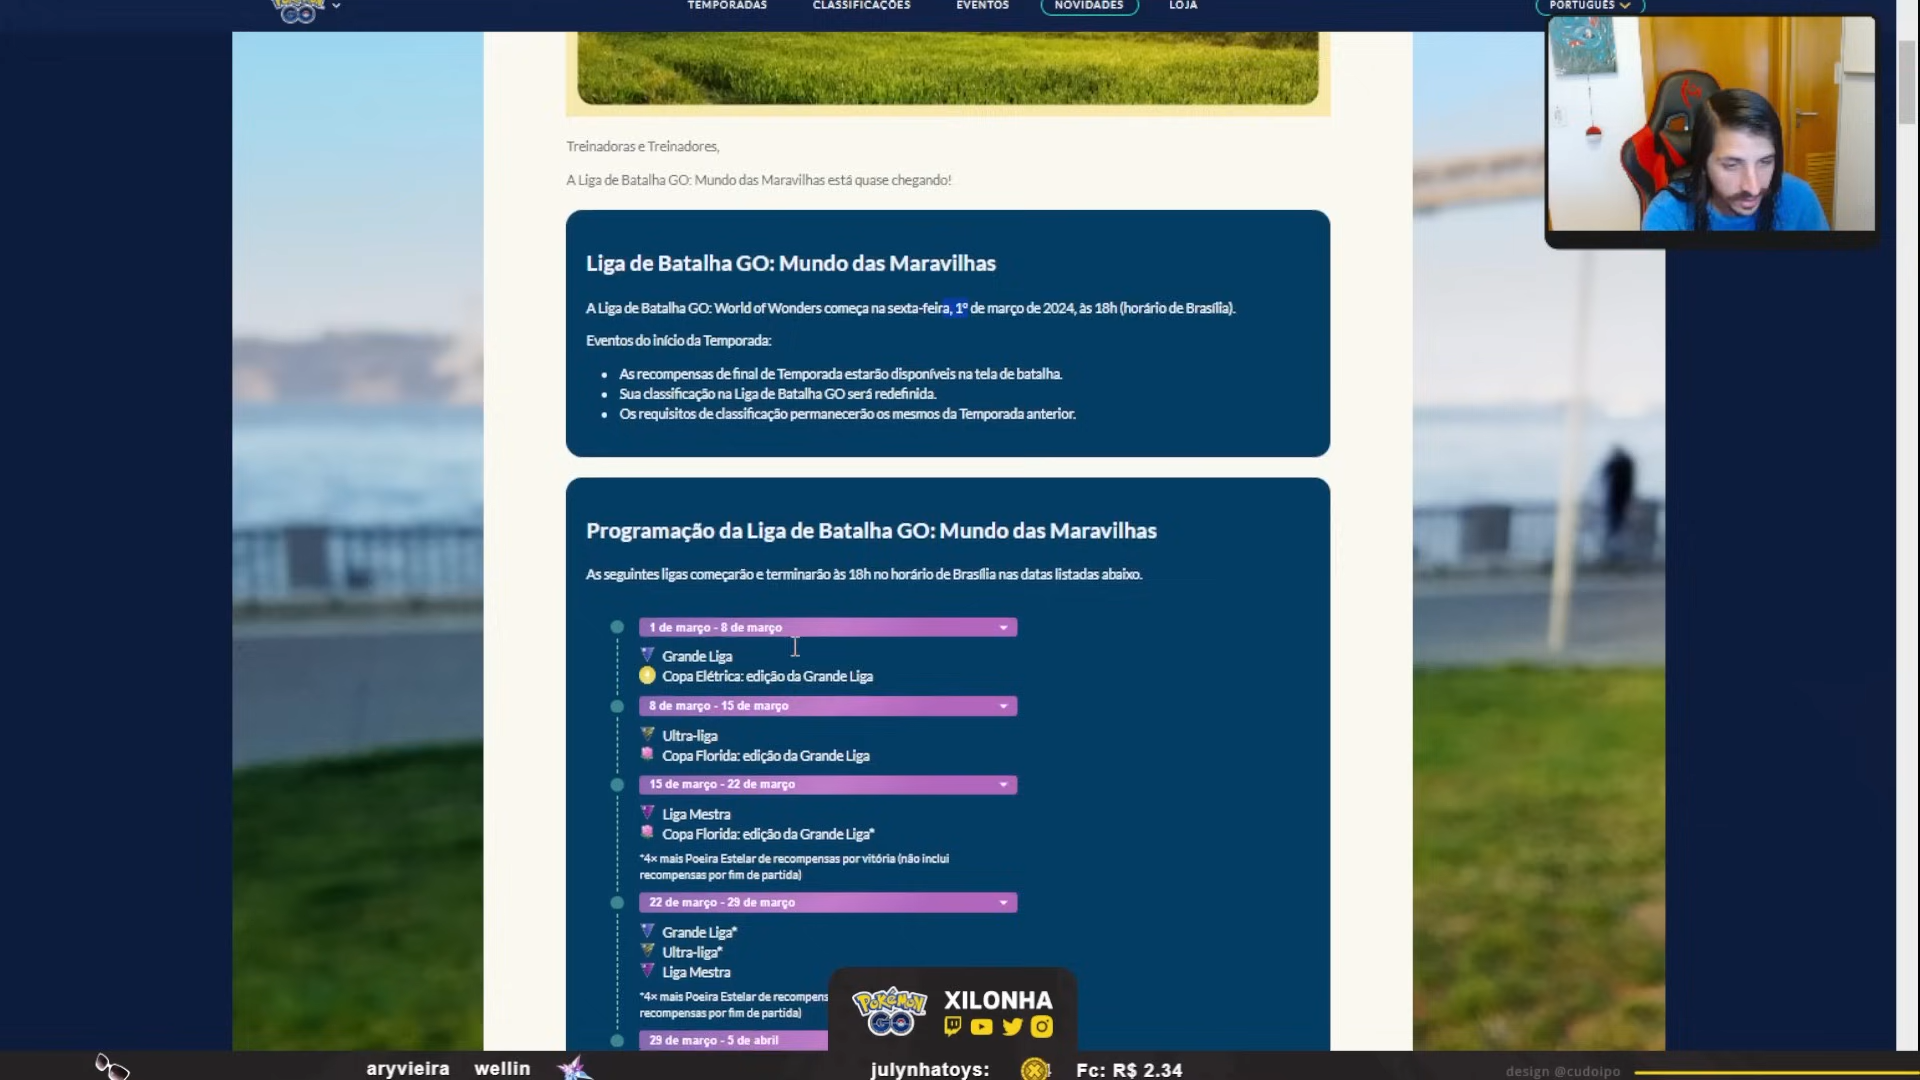 TEMPORADAS CLASSIFICAÇÕES EVENTOS NOVIDADES LOJA PORTUGUÊS
GO
Treinadoras e Treinadores,
A Liga de Batalha GO: Mundo das Maravilhas está quase chegando!
Liga de Batalha GO: Mundo das Maravilhas
A Liga de Batalha GO: World of Wonders começa na sexta-feira, 1º de março de 2024, às 18h (horário de Brasília).
Eventos do início da Temporada:
As recompensas de final de Temporada estarão disponíveis na tela de batalha.
Sua classificação na Liga de Batalha GO será redefinida.
Os requisitos de classificação permanecerão os mesmos da Temporada anterior.
Programação da Liga de Batalha GO: Mundo das Maravilhas
As seguintes ligas começarão e terminarão às 18h no horário de Brasília nas datas listadas abaixo.
1 de março - 8 de março
Grande Liga
Copa Elétrica: edição da Grande Liga
8 de março - 15 de março
Ultra-liga
Copa Florida: edição da Grande Liga
15 de março - 22 de março
Liga Mestra
Copa Florida: edição da Grande Liga*
*4× mais Poeira Estelar de recompensas por vitória (não inclui
recompensas por fim de partida)
22 de março - 29 de março
Grande Liga*
Ultra-liga*
Liga Mestra
*4× mais Poeira Estelar de recompens
recompensas por fim de partida)
29 de março - 5 de abril
POKÉMON GO
XILONHA
aryvieira wellin julynhatoys: Fc: R$ 2.34
design @cudoipo